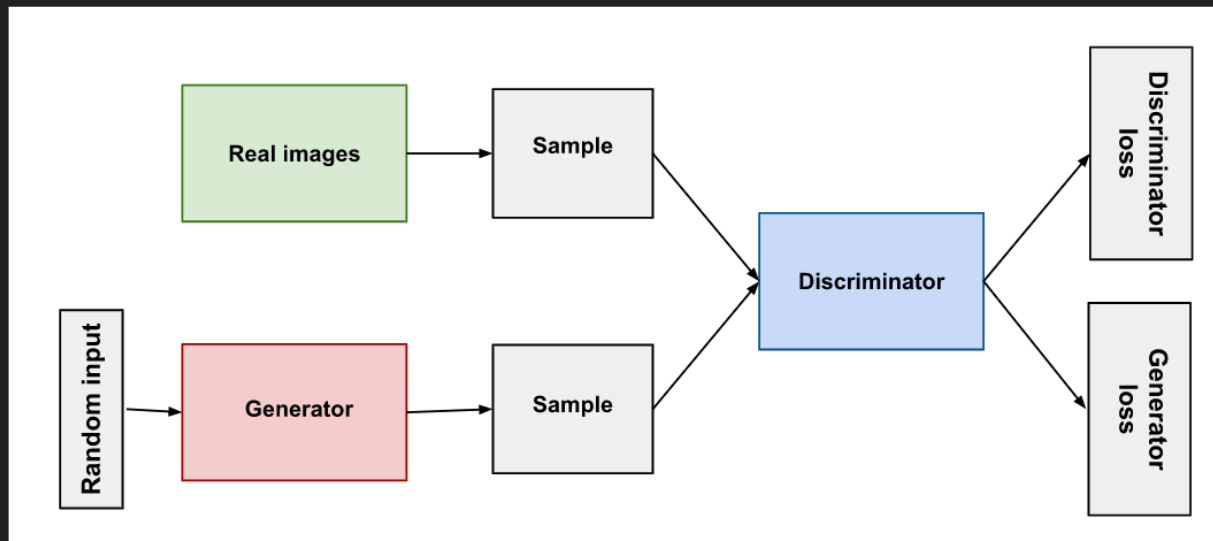 Real images
Sample
Discriminator
loss
Discriminator
Random input
Generator
Sample
Generator
loss